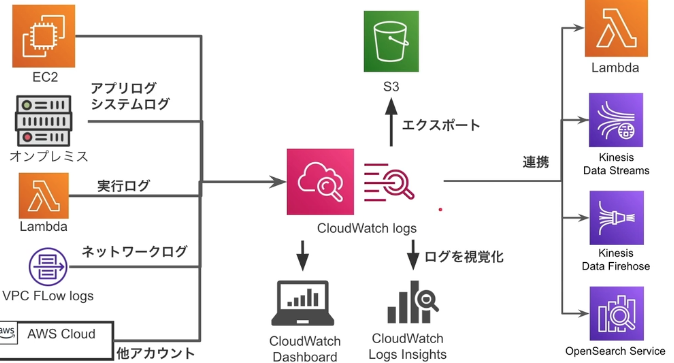 EC2
アプリログ
システムログ
オンプレミス
実行ログ
Lambda
ネットワークログ
VPC FLow logs
aws
AWS Cloud
他アカウント
S3
エクスポート
CloudWatch logs
ログを視覚化
CloudWatch
Dashboard
CloudWatch
Logs Insights
連携
Lambda
Kinesis
Data Streams
Kinesis
Data Firehose
OpenSearch Service